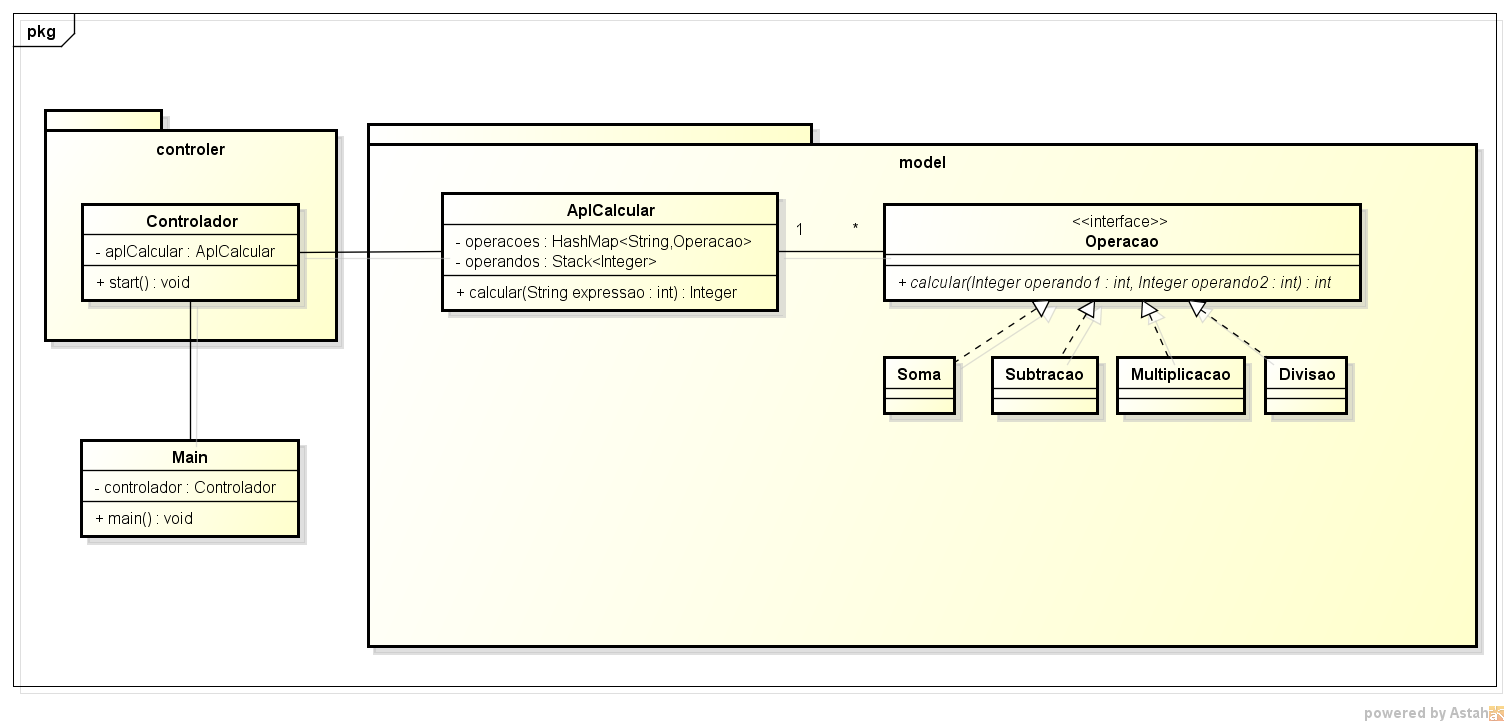 pkg
controler
Controlador
- aplCalcular : AplCalcular
+ start() : void
Main
- controlador : Controlador
+ main() : void
model
AplCalcular
- operacoes : HashMap<String,Operacao>
- operandos : Stack<Integer>
+ calcular(String expressao : int) : Integer
1
*
<<interface>>
Operacao
+ calcular(Integer operando1 : int, Integer operando2 : int) : int
Soma
Subtracao
Multiplicacao
Divisao
powered by Astah